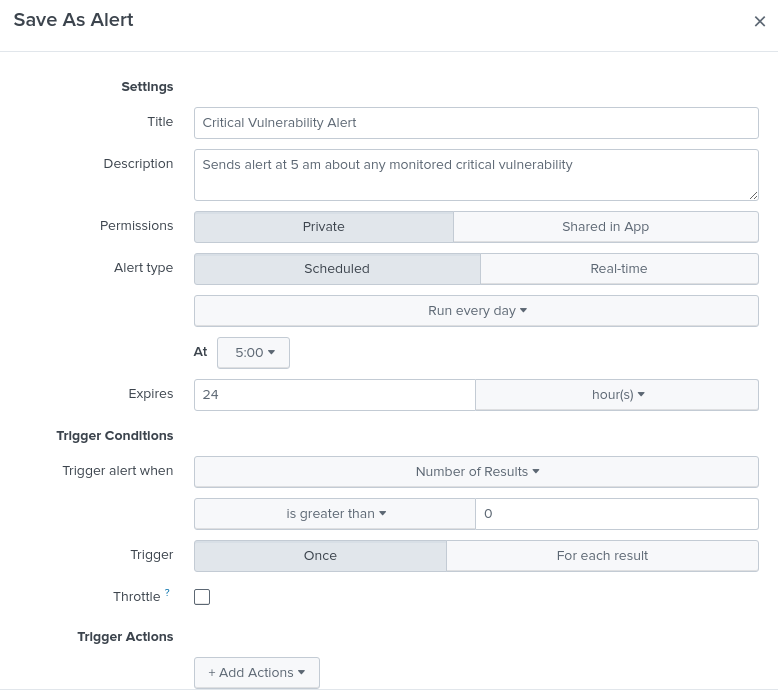 Save As Alert ×
Settings
Title Critical Vulnerability Alert
Description Sends alert at 5 am about any monitored critical vulnerability
Permissions Private Shared in App
Alert type Scheduled Real-time
Run every day
At 5:00
Expires 24 hour(s)
Trigger Conditions
Trigger alert when Number of Results
is greater than 0
Trigger Once For each result
Throttle ?
Trigger Actions
+ Add Actions